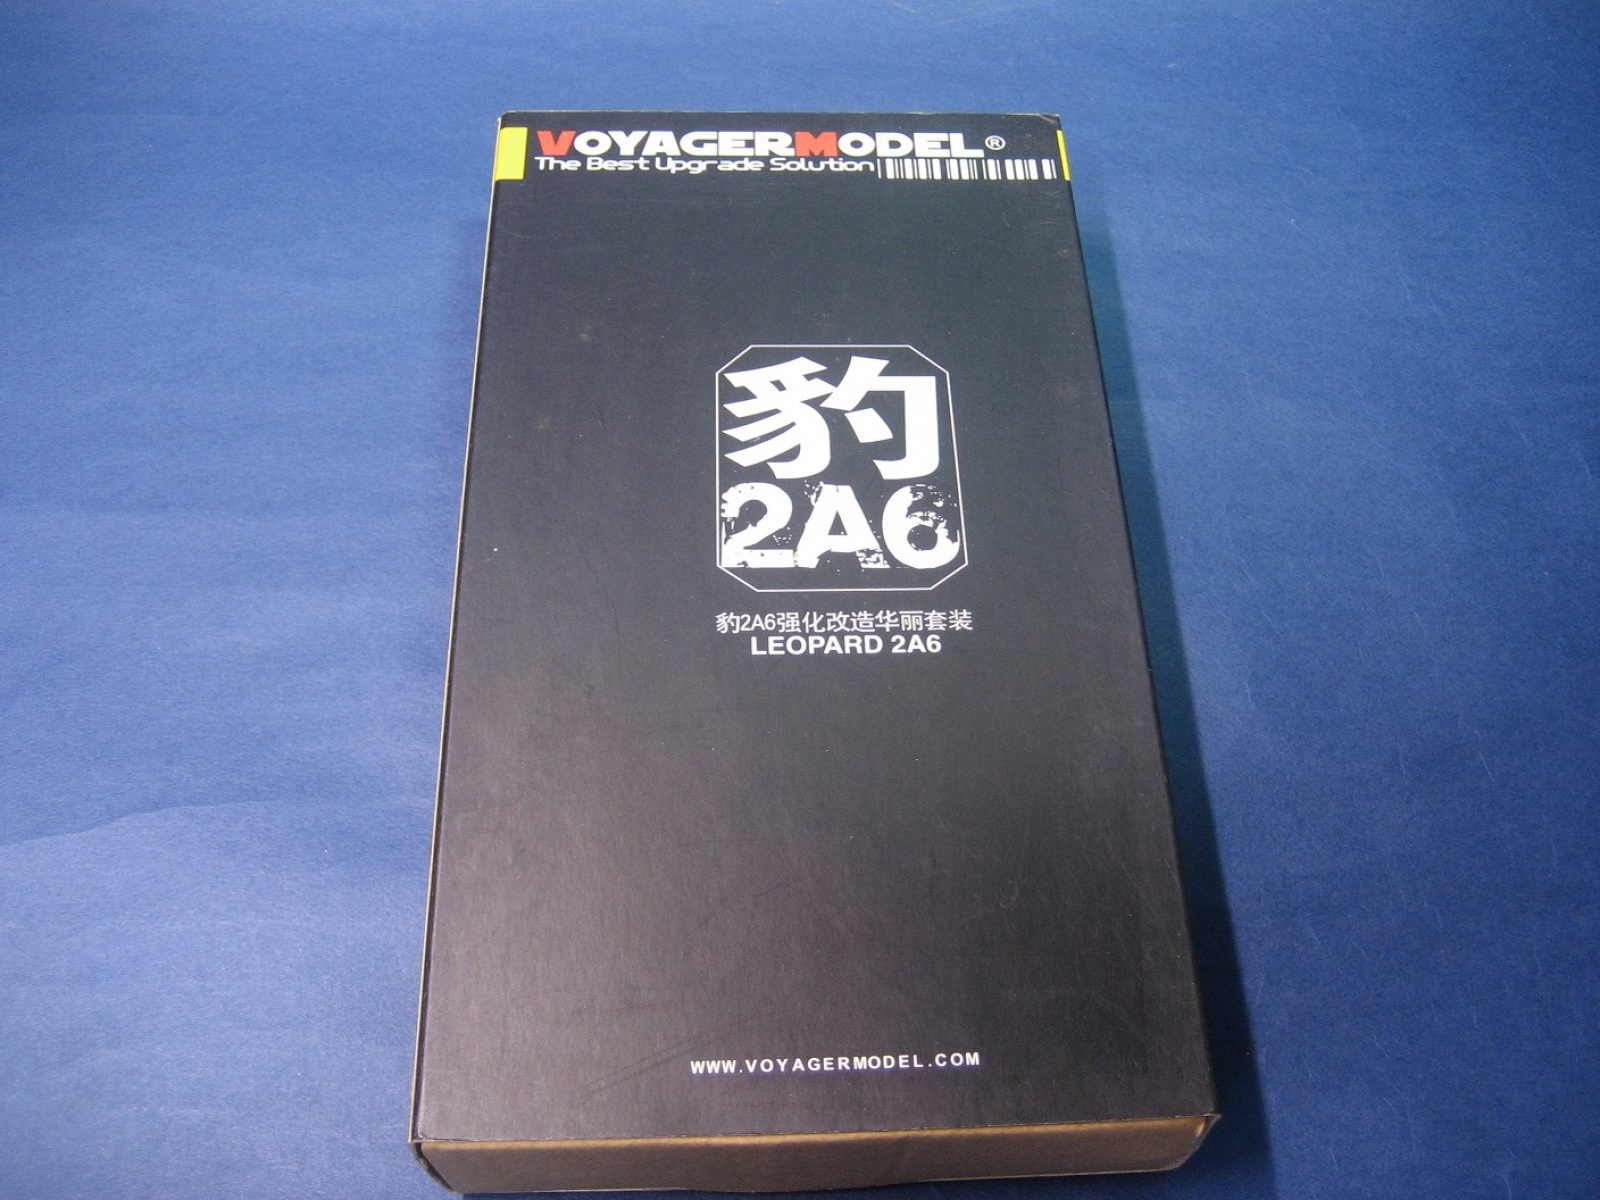 VOYAGERMODEL®
The Best Upgrade Solution
豹
2A6
豹2A6强化改造华丽套装
LEOPARD 2A6
WWW.VOYAGERMODEL.COM